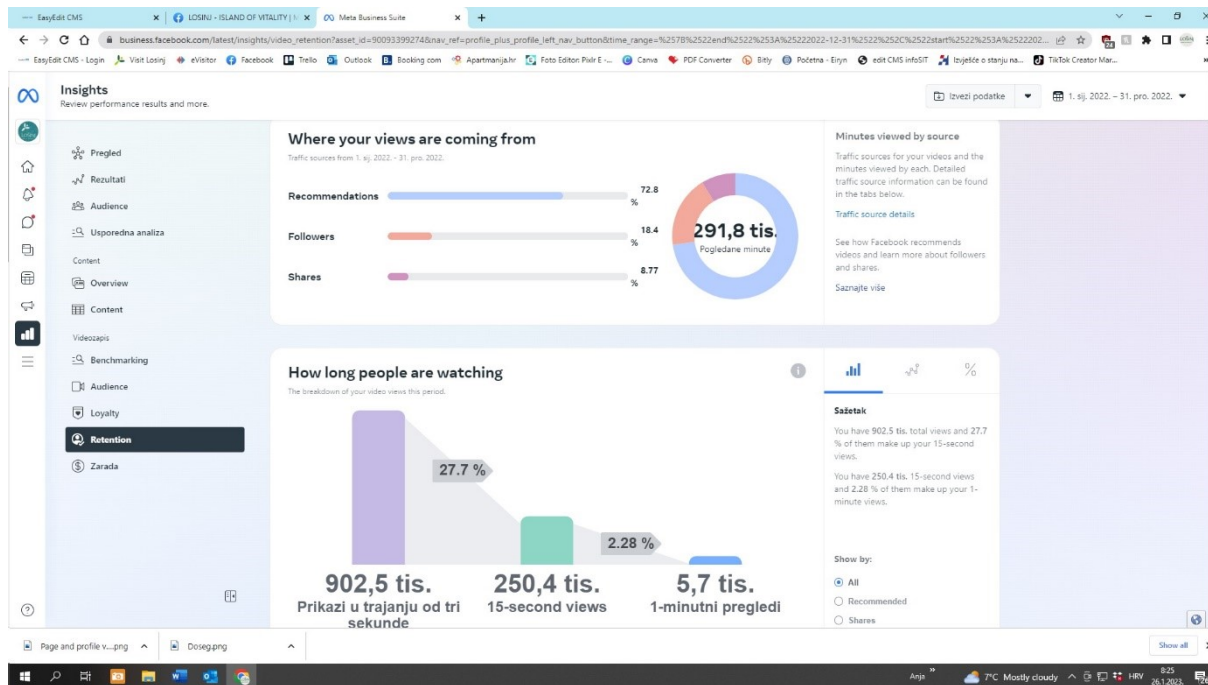 EasyEdit CMS
LOSINJ - ISLAND OF VITALITY |
Meta Business Suite
business.facebook.com/latest/insights/video_retention?asset_id=90093399274&nav_ref=profile_plus_profile_left_nav_button&time_range=%257B%2522end%2522%253A%25222022-12-31%2522%252C%2522start%2522%253A%2522202...
24
EasyEdit CMS - Login
Visit Losinj
eVisitor
Facebook
Trello
Outlook
Booking.com
Apartmanija.hr
Foto Editon Pixlr E -...
Canva
PDF Converter
Bitly
Početna - Eiryn
edit CMS infoSIT
Izvješće o stanju na...
TikTok Creator Mar...
Insights
Review performance results and more.
Izvezi podatke
1. sij. 2022. – 31. pro. 2022.
Pregled
Rezultati
Audience
Usporedna analiza
Content
Overview
Content
Videozapis
Benchmarking
Audience
Loyalty
Retention
Zarada
Where your views are coming from
Traffic sources from 1. sij. 2022. - 31. pro. 2022.
Recommendations
72.8
%
Followers
18.4
%
Shares
8.77
%
291,8 tis.
Pogledane minute
Minutes viewed by source
Traffic sources for your videos and the
minutes viewed by each. Detailed
traffic source information can be found
in the tabs below.
Traffic source details
See how Facebook recommends
videos and learn more about followers
and shares.
Saznajte više
How long people are watching
The breakdown of your video views this period.
27.7 %
2.28 %
902,5 tis.
Prikazi u trajanju od tri
sekunde
250,4 tis.
15-second views
5,7 tis.
1-minutni pregledi
%
Sažetak
You have 902.5 tis. total views and 27.7
% of them make up your 15-second
views.
You have 250.4 tis. 15-second views
and 2.28 % of them make up your 1-
minute views.
Show by:
All
Recommended
Shares
Page and profile v....png
Doseg.png
Show all
Anja
7°C Mostly cloudy
HRV
8:25
26.1.2023.